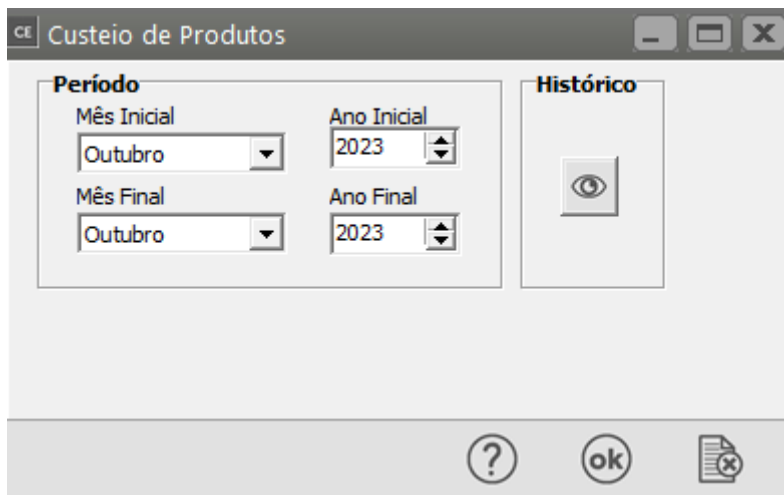 CE Custeio de Produtos
Período
Histórico
Mês Inicial
Ano Inicial
Outubro
2023
Mês Final
Ano Final
Outubro
2023
?
ok